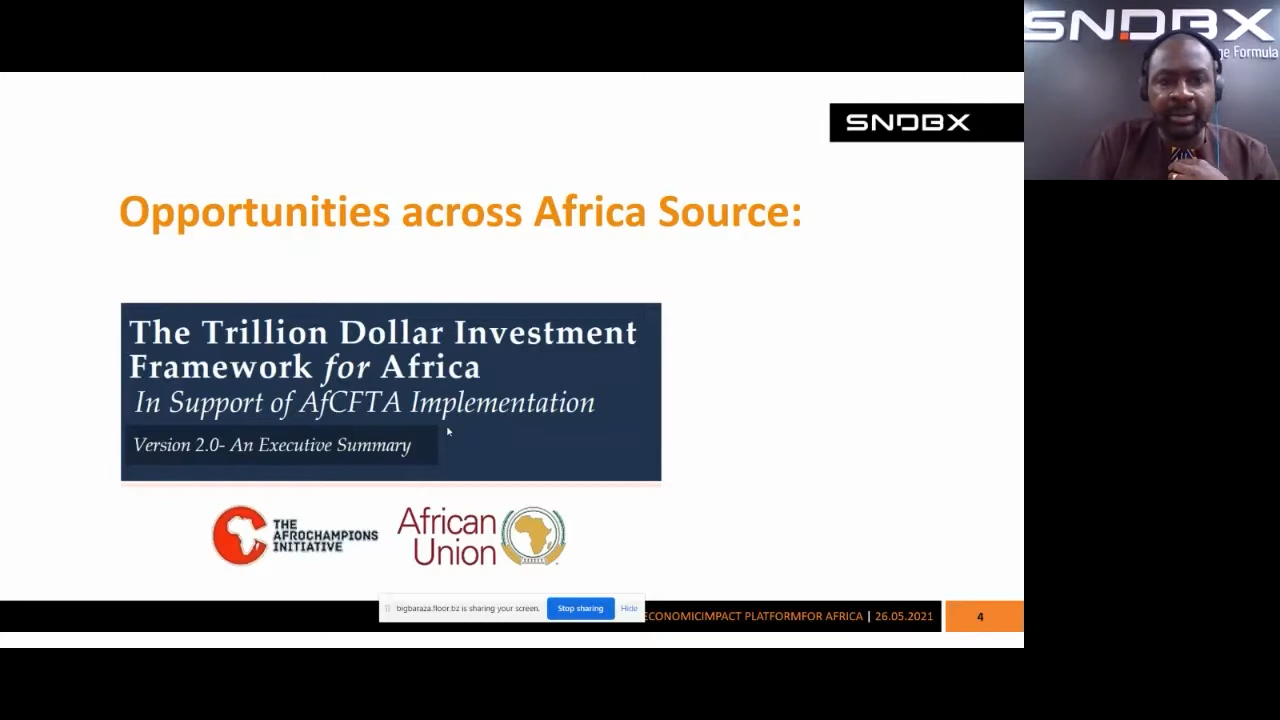 SNDBX
ge Formula
SNDBX
Opportunities across Africa Source:
The Trillion Dollar Investment
Framework for Africa
In Support of AfCFTA Implementation
Version 2.0- An Executive Summary
THE
AFROCHAMPIONS
INITIATIVE
African
Union
bigbaraza.floor.bz is sharing your screen.
Stop sharing
Hide
ECONOMICIMPACT PLATFORMFOR AFRICA | 26.05.2021
4